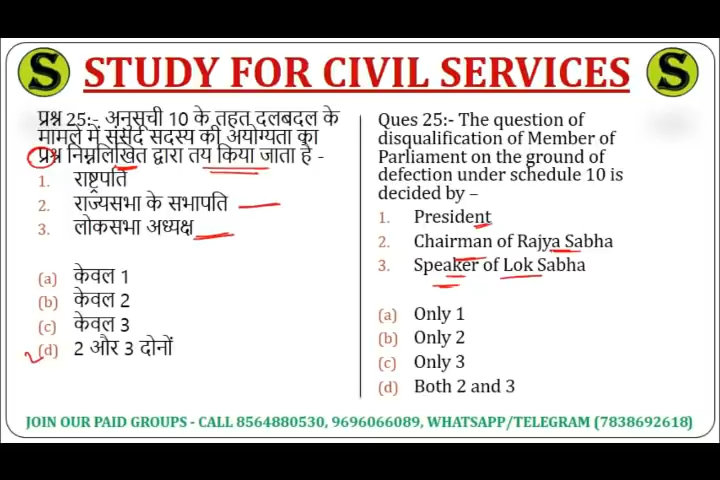 S STUDY FOR CIVIL SERVICES S
प्रश्न 25:- अनुसूची 10 के तहत दलबदल के
मामले में संसद सदस्य की अयोग्यता का
प्रश्न निम्नलिखित द्वारा तय किया जाता है -
1. राष्ट्रपति
2. राज्यसभा के सभापति
3. लोकसभा अध्यक्ष
(a) केवल 1
(b) केवल 2
(c) केवल 3
(d) 2 और 3 दोनों
Ques 25:- The question of
disqualification of Member of
Parliament on the ground of
defection under schedule 10 is
decided by –
1. President
2. Chairman of Rajya Sabha
3. Speaker of Lok Sabha
(a) Only 1
(b) Only 2
(c) Only 3
(d) Both 2 and 3
JOIN OUR PAID GROUPS - CALL 8564880530, 9696066089, WHATSAPP/TELEGRAM (7838692618)